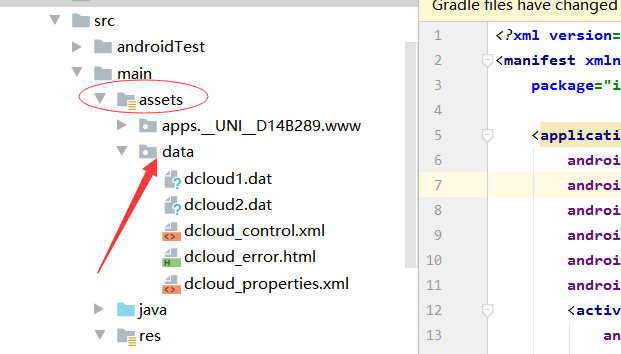 src
androidTest
main
assets
apps.__UNI__D14B289.www
data
dcloud1.dat
dcloud2.dat
dcloud_control.xml
dcloud_error.html
dcloud_properties.xml
java
res
Gradle files have changed
1 <?xml version=
2 <manifest xmln
3 package="i
4
5 <applicati
6 androi
7 androi
8 androi
9 androi
10 androi
11 androi
12 <activ
13 an